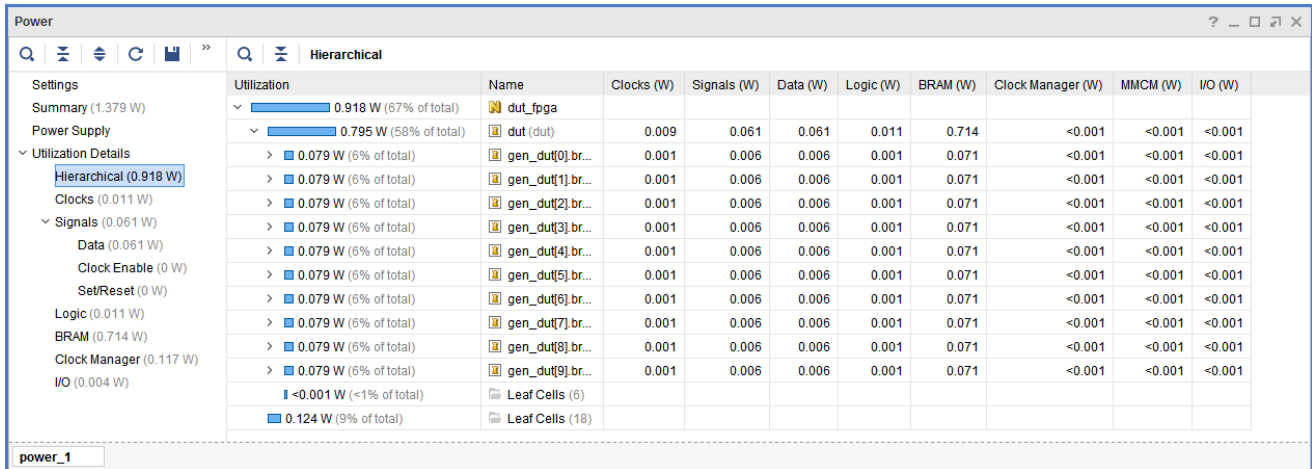 Power
Hierarchical
Settings
Summary (1.379 W)
Power Supply
Utilization Details
Hierarchical (0.918 W)
Clocks (0.011 W)
Signals (0.061 W)
Data (0.061 W)
Clock Enable (0 W)
Set/Reset (0 W)
Logic (0.011 W)
BRAM (0.714 W)
Clock Manager (0.117 W)
I/O (0.004 W)
Utilization Name Clocks (W) Signals (W) Data (W) Logic (W) BRAM (W) Clock Manager (W) MMCM (W) I/O (W)
0.918 W (67% of total) dut_fpga
0.795 W (58% of total) dut (dut) 0.009 0.061 0.061 0.011 0.714 <0.001 <0.001 <0.001
0.079 W (6% of total) gen_dut[0].br... 0.001 0.006 0.006 0.001 0.071 <0.001 <0.001 <0.001
0.079 W (6% of total) gen_dut[1].br... 0.001 0.006 0.006 0.001 0.071 <0.001 <0.001 <0.001
0.079 W (6% of total) gen_dut[2].br... 0.001 0.006 0.006 0.001 0.071 <0.001 <0.001 <0.001
0.079 W (6% of total) gen_dut[3].br... 0.001 0.006 0.006 0.001 0.071 <0.001 <0.001 <0.001
0.079 W (6% of total) gen_dut[4].br... 0.001 0.006 0.006 0.001 0.071 <0.001 <0.001 <0.001
0.079 W (6% of total) gen_dut[5].br... 0.001 0.006 0.006 0.001 0.071 <0.001 <0.001 <0.001
0.079 W (6% of total) gen_dut[6].br... 0.001 0.006 0.006 0.001 0.071 <0.001 <0.001 <0.001
0.079 W (6% of total) gen_dut[7].br... 0.001 0.006 0.006 0.001 0.071 <0.001 <0.001 <0.001
0.079 W (6% of total) gen_dut[8].br... 0.001 0.006 0.006 0.001 0.071 <0.001 <0.001 <0.001
0.079 W (6% of total) gen_dut[9].br... 0.001 0.006 0.006 0.001 0.071 <0.001 <0.001 <0.001
<0.001 W (<1% of total) Leaf Cells (6)
0.124 W (9% of total) Leaf Cells (18)
power_1